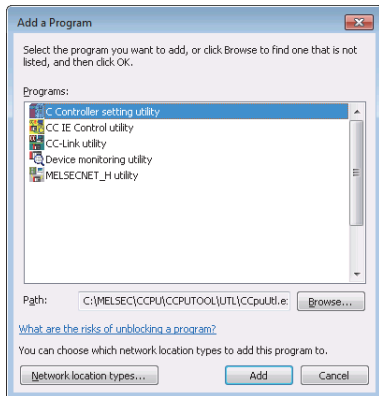 Add a Program
Select the program you want to add, or click Browse to find one that is not
listed, and then click OK.
Programs:
C Controller setting utility
CC IE Control utility
CC-Link utility
Device monitoring utility
MELSECNET_H utility
Path: C:\MELSEC\CCPU\CCPUTOOL\UTL\CCpuUtl.e Browse...
What are the risks of unblocking a program?
You can choose which network location types to add this program to.
Network location types... Add Cancel